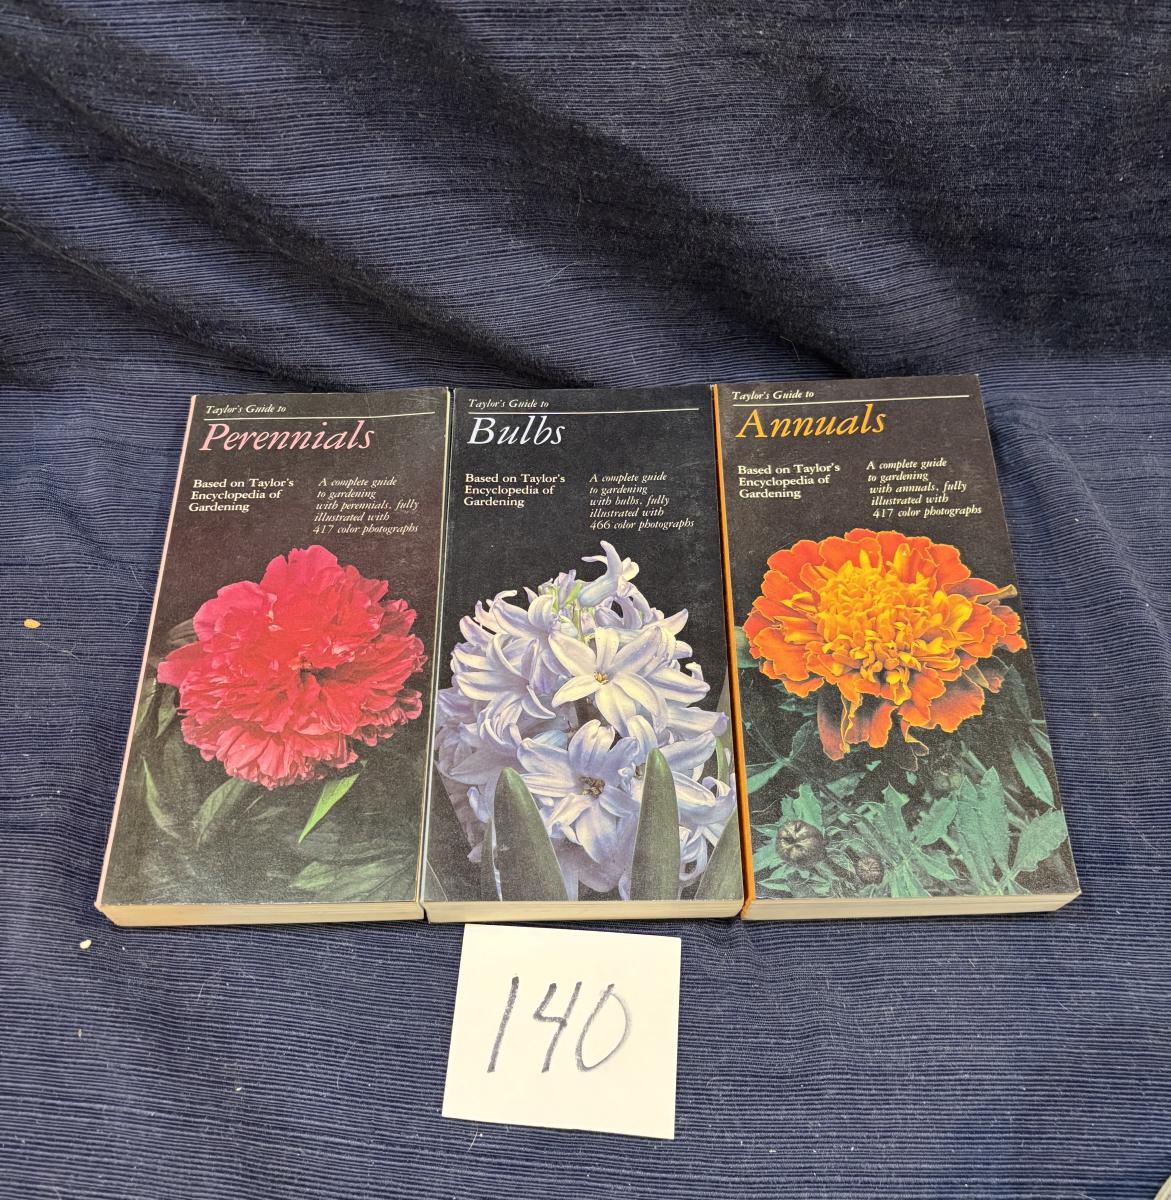 Taylor's Guide to
Perennials
Based on Taylor's
Encyclopedia of
Gardening
A complete guide
to gardening
with perennials, fully
illustrated with
417 color photographs
Taylor's Guide to
Bulbs
Based on Taylor's
Encyclopedia of
Gardening
A complete guide
to gardening
with bulbs, fully
illustrated with
466 color photographs
Taylor's Guide to
Annuals
Based on Taylor's
Encyclopedia of
Gardening
A complete guide
to gardening
with annuals, fully
illustrated with
417 color photographs
140